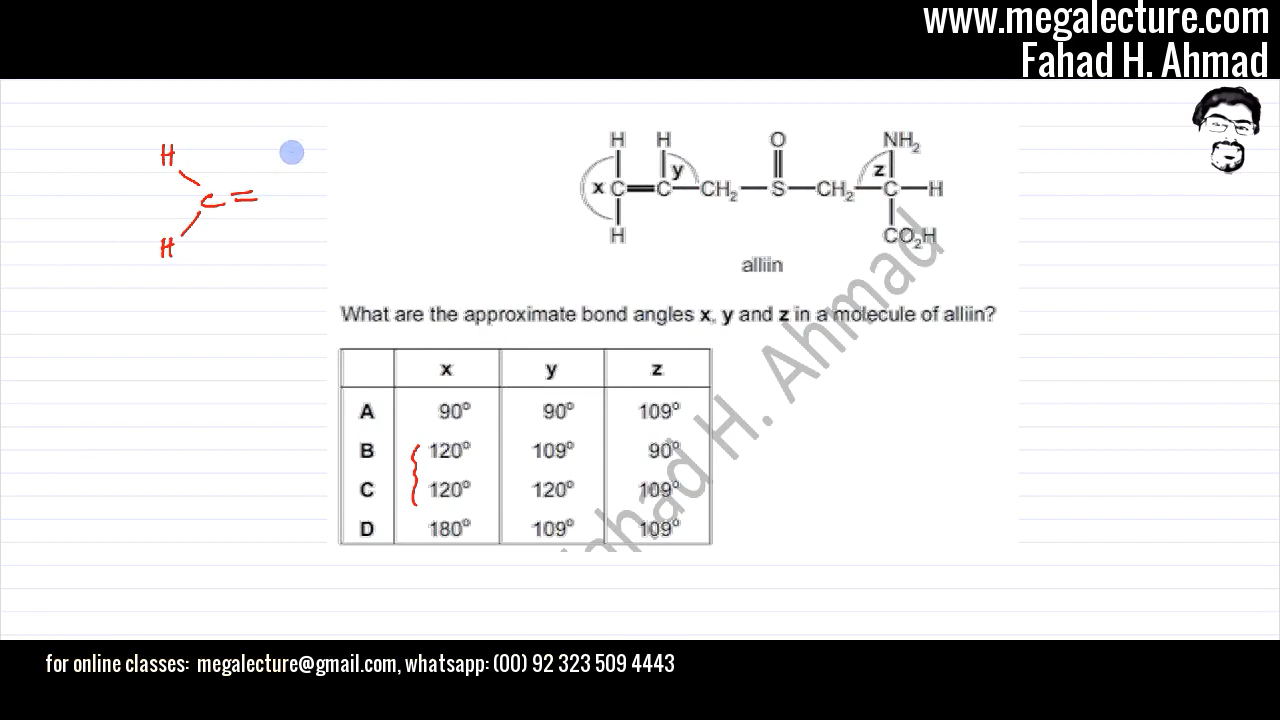 www.megalecture.com
Fahad H. Ahmad
H
C =
H
H H O NH₂
x C = C y CH₂ — S — CH₂ z C — H
H CO₂H
alliin
What are the approximate bond angles x, y and z in a molecule of alliin?
x y z
A 90° 90° 109°
B 120° 109° 90°
C 120° 120° 109°
D 180° 109° 109°
Fahad H. Ahmad
for online classes: megalecture@gmail.com, whatsapp: (00) 92 323 509 4443